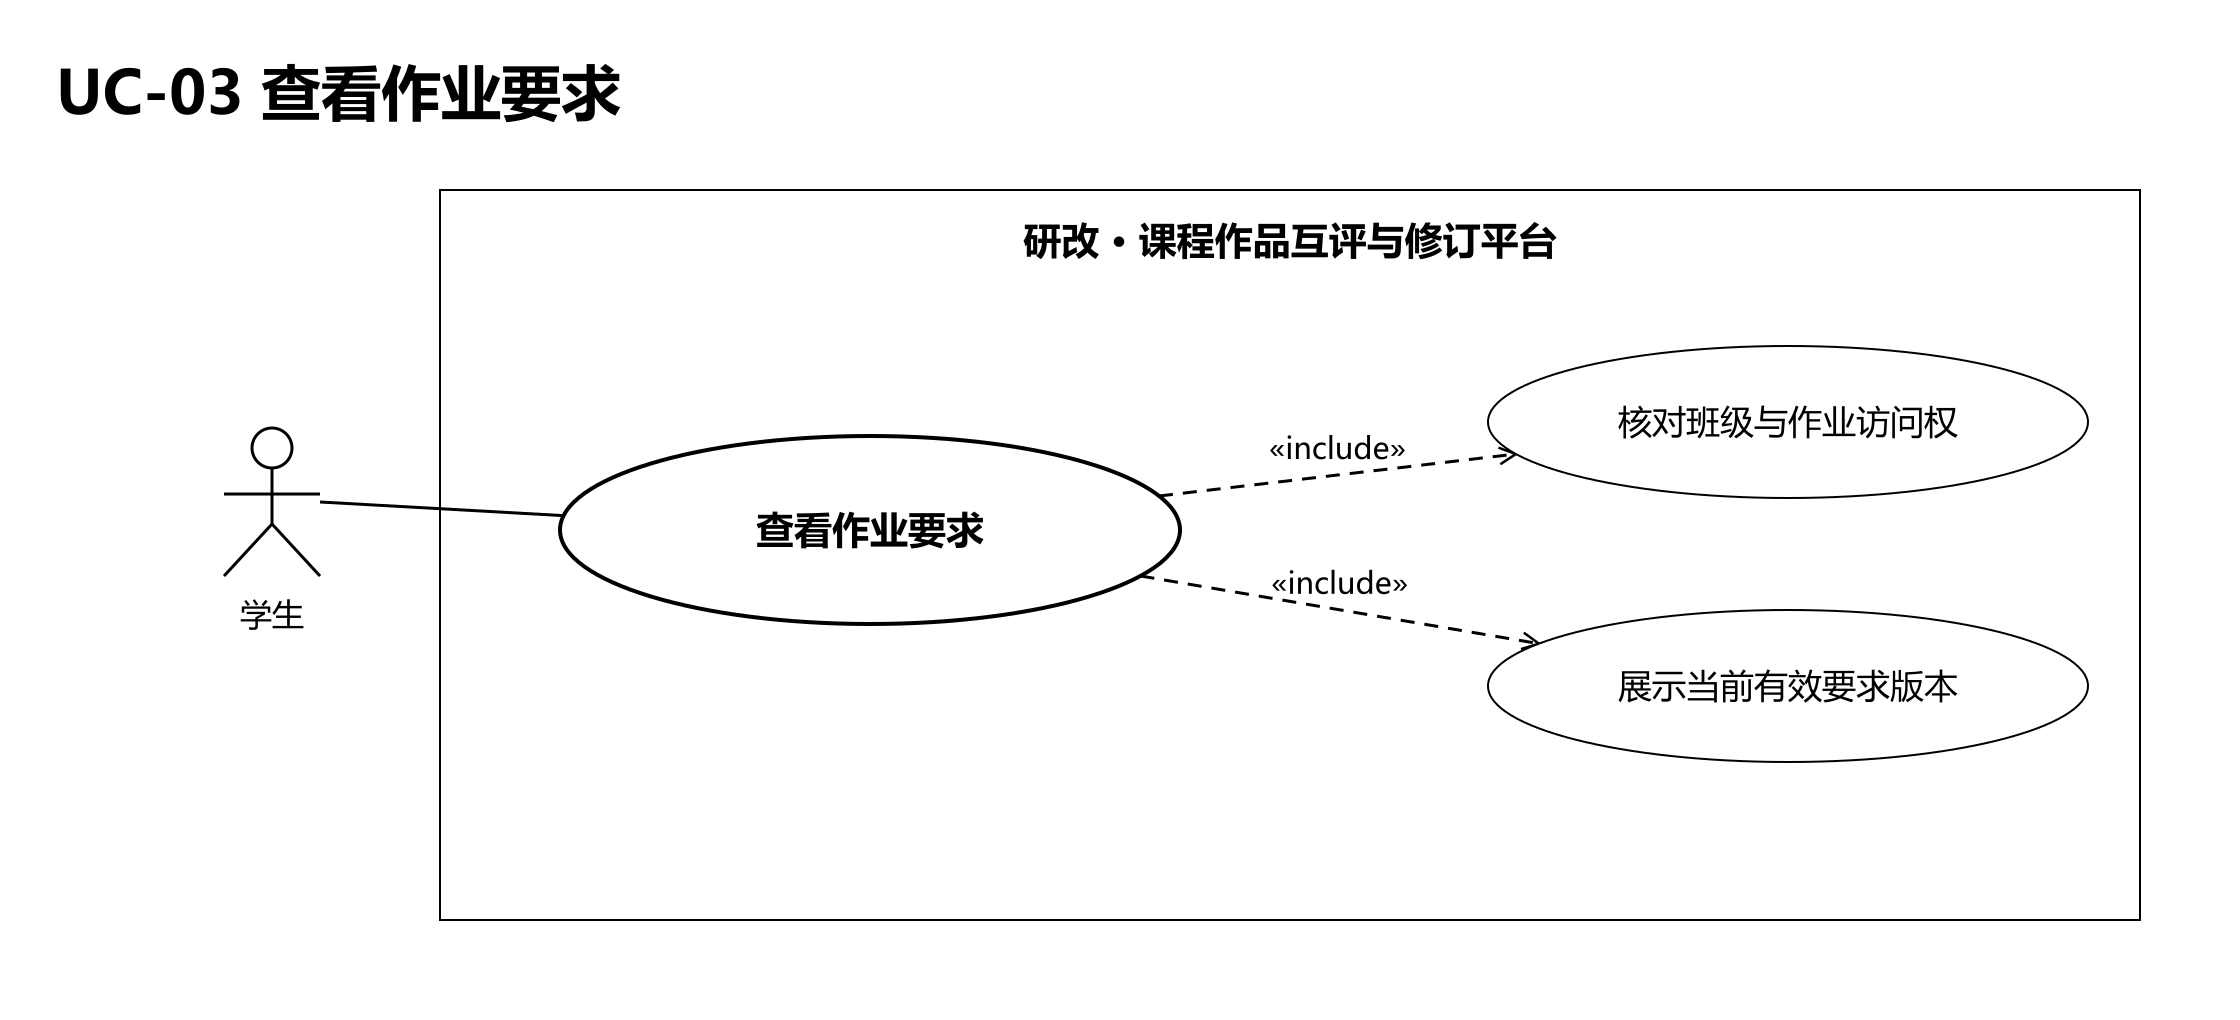 UC-03 查看作业要求
研改·课程作品互评与修订平台
核对班级与作业访问权
«include»
查看作业要求
«include»
学生
展示当前有效要求版本